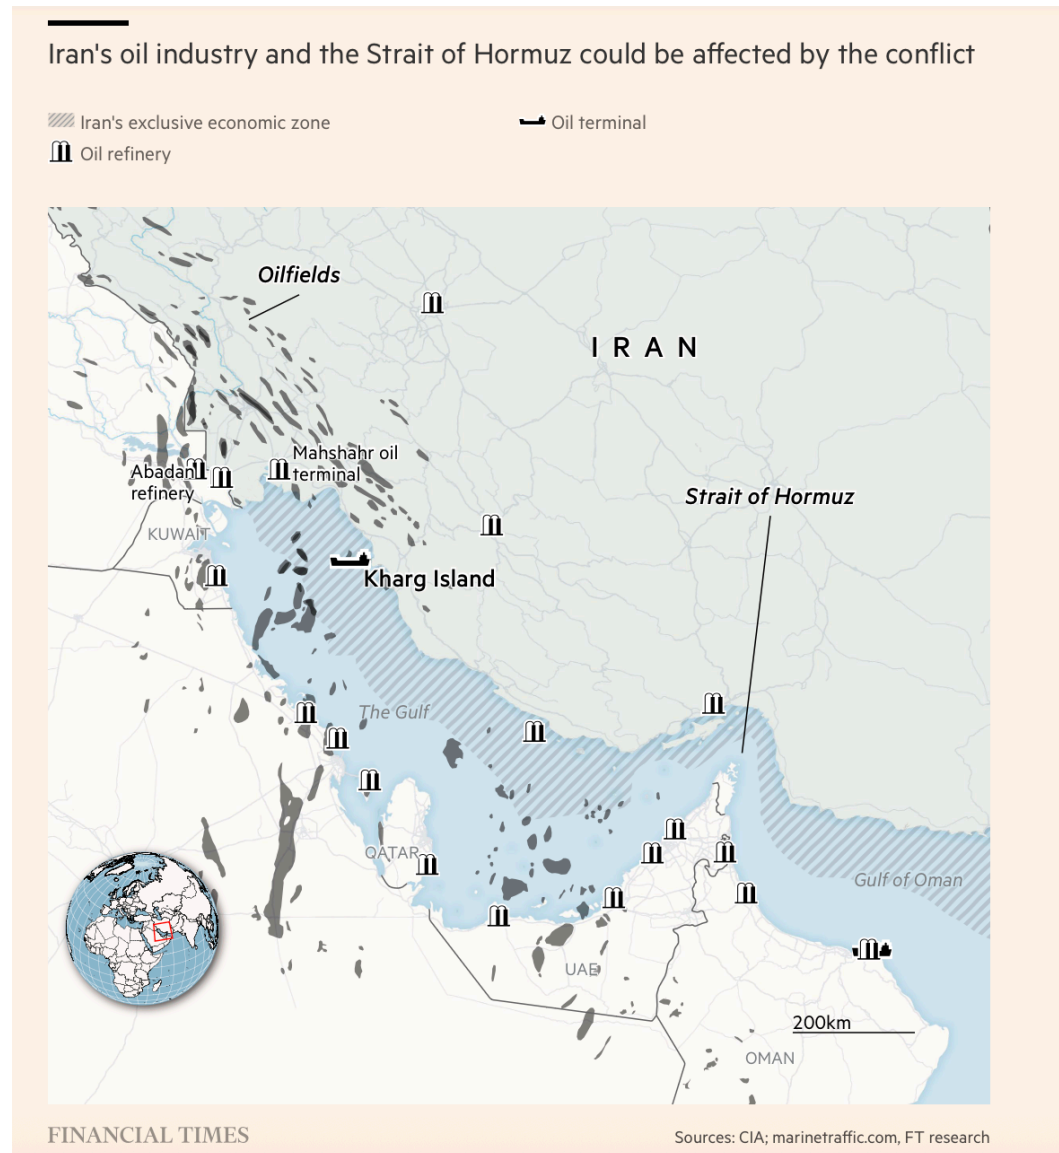 Iran's oil industry and the Strait of Hormuz could be affected by the conflict
Iran's exclusive economic zone
Oil terminal
Oil refinery
Oilfields
IRAN
Mahshahr oil
terminal
Abadan
refinery
Strait of Hormuz
KUWAIT
Kharg Island
The Gulf
QATAR
Gulf of Oman
UAE
200km
OMAN
FINANCIAL TIMES
Sources: CIA; marinetraffic.com, FT research